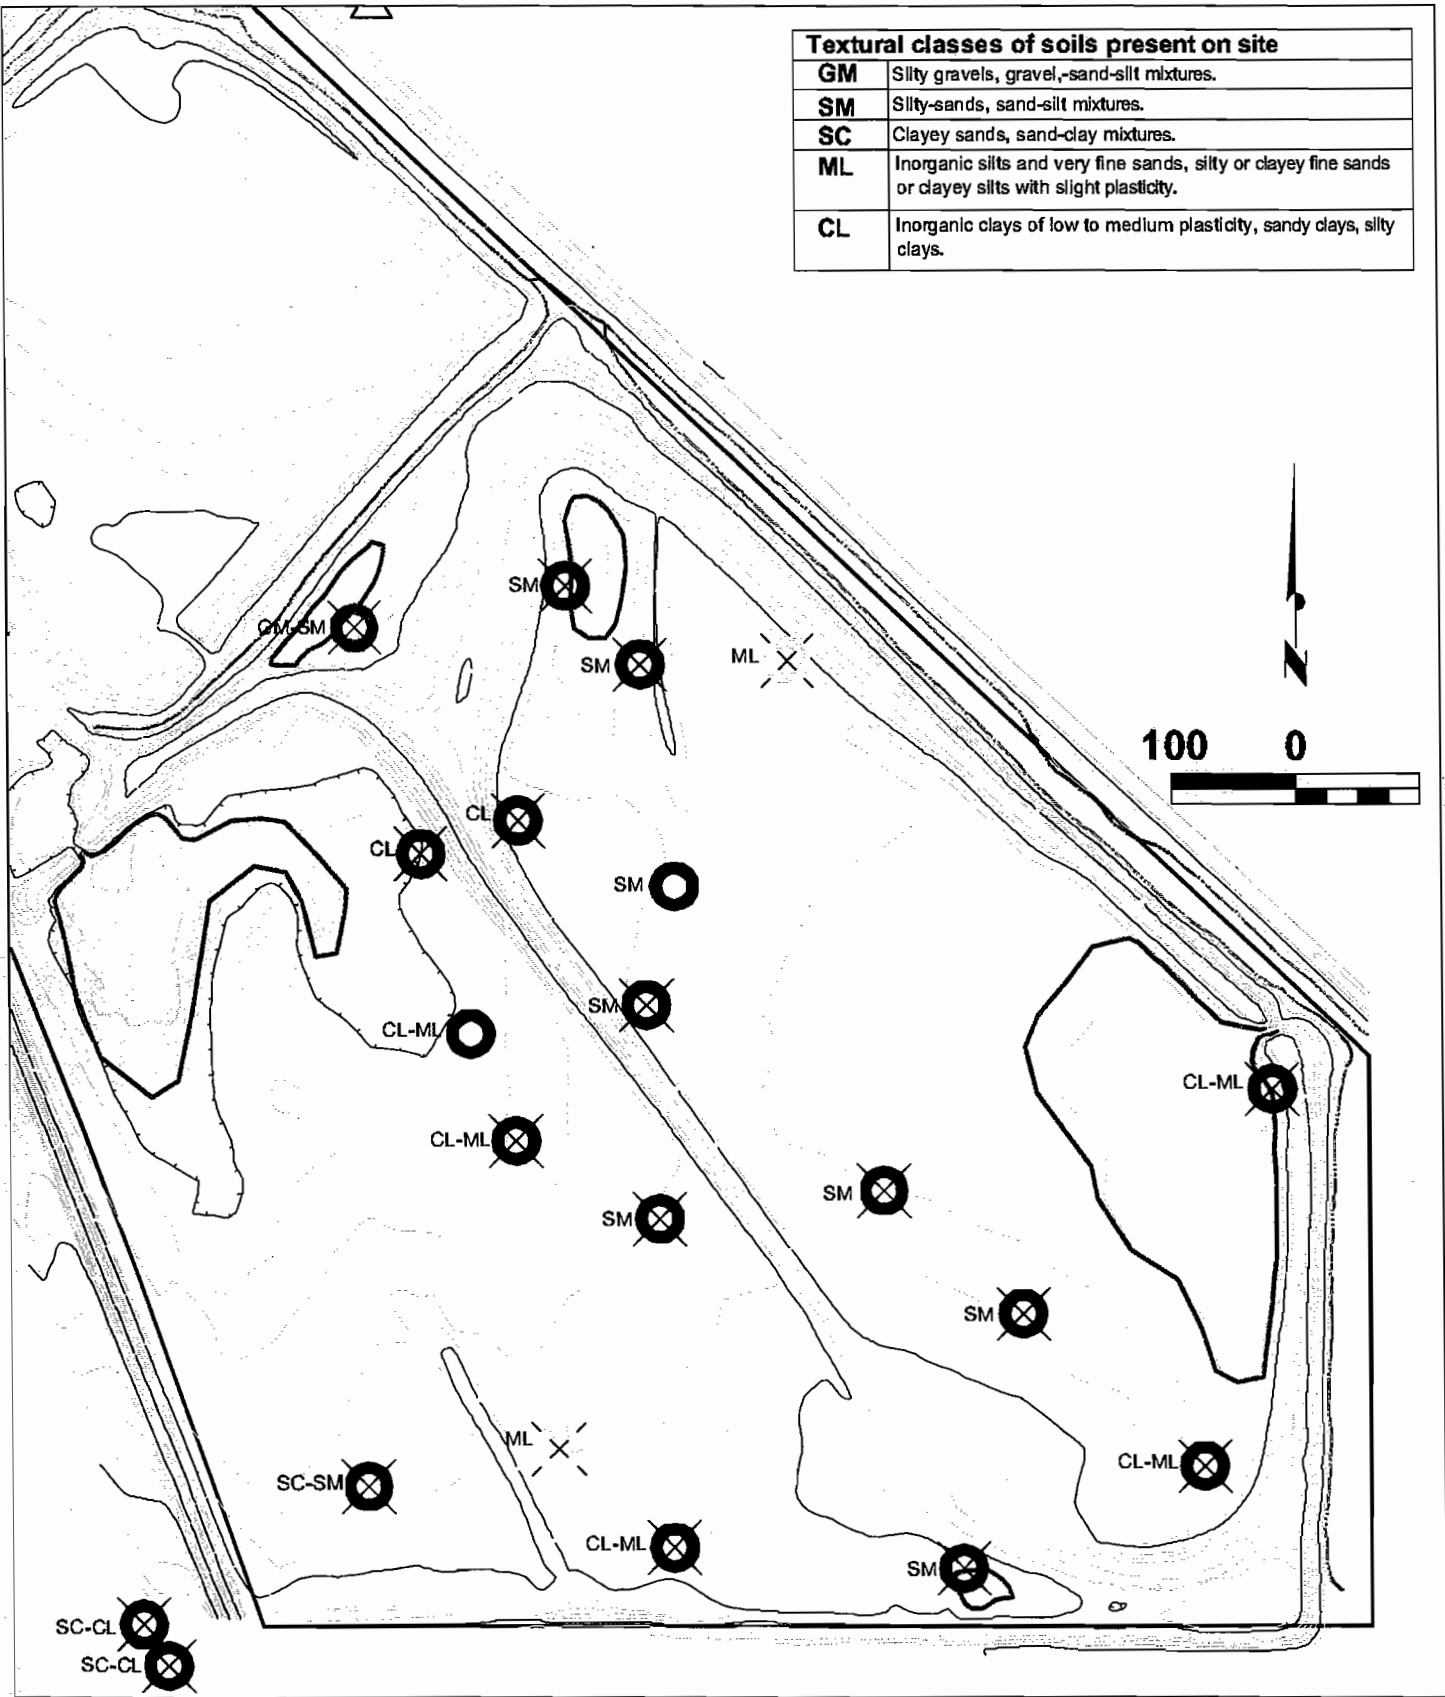 Textural classes of soils present on site
GM Silty gravels, gravel,-sand-silt mixtures.
SM Silty-sands, sand-silt mixtures.
SC Clayey sands, sand-clay mixtures.
ML Inorganic silts and very fine sands, silty or clayey fine sands
or clayey silts with slight plasticity.
CL Inorganic clays of low to medium plasticity, sandy clays, silty
clays.
SM
GM-SM
SM
ML
N
100 0
CL
CL
SM
SM
CL-ML
CL-ML
CL-ML
SM
SM
SM
ML
CL-ML
SC-SM
CL-ML
SM
SC-CL
SC-CL